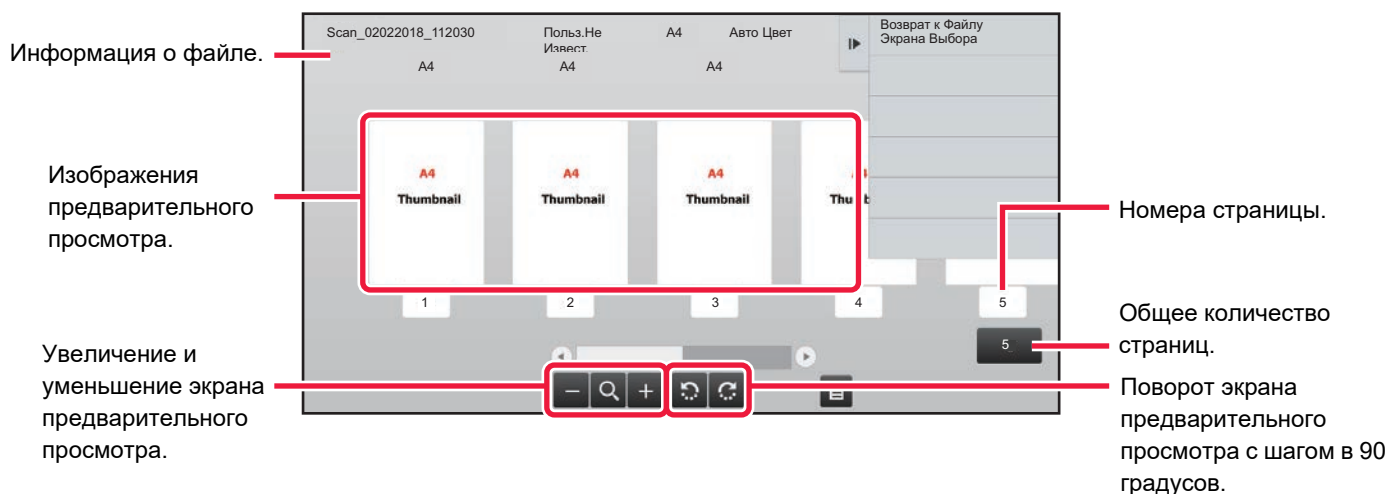 Информация о файле.
Scan_02022018_112030 Польз.Не Извест. A4 Авто Цвет
Возврат к Файлу
Экрана Выбора
A4 A4 A4
Изображения
предварительного
просмотра.
A4 A4 A4
Thumbnail Thumbnail Thumbnail
Номера страницы.
1 2 3 4 5
Общее количество
страниц.
5
Увеличение и
уменьшение экрана
предварительного
просмотра.
Поворот экрана
предварительного
просмотра с шагом в 90
градусов.